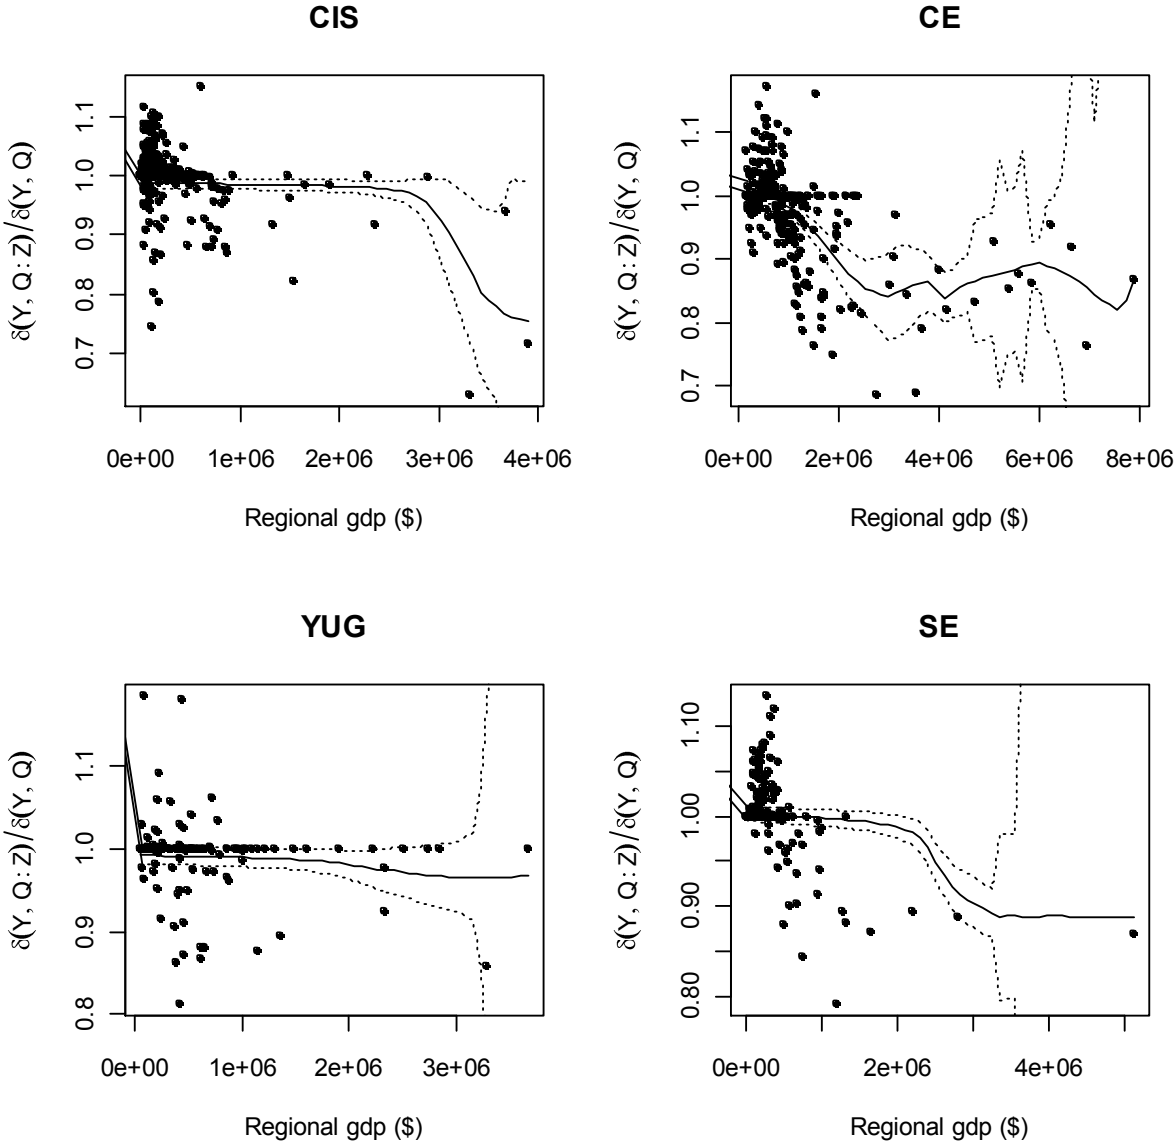 CIS
δ(Y, Q: Z)/δ(Y, Q)
0.7 0.8 0.9 1.0 1.1
0e+00 1e+06 2e+06 3e+06 4e+06
Regional gdp ($)
CE
δ(Y, Q: Z)/δ(Y, Q)
0.7 0.8 0.9 1.0 1.1
0e+00 2e+06 4e+06 6e+06 8e+06
Regional gdp ($)
YUG
δ(Y, Q: Z)/δ(Y, Q)
0.8 0.9 1.0 1.1
0e+00 1e+06 2e+06 3e+06
Regional gdp ($)
SE
δ(Y, Q: Z)/δ(Y, Q)
0.80 0.90 1.00 1.10
0e+00 2e+06 4e+06
Regional gdp ($)